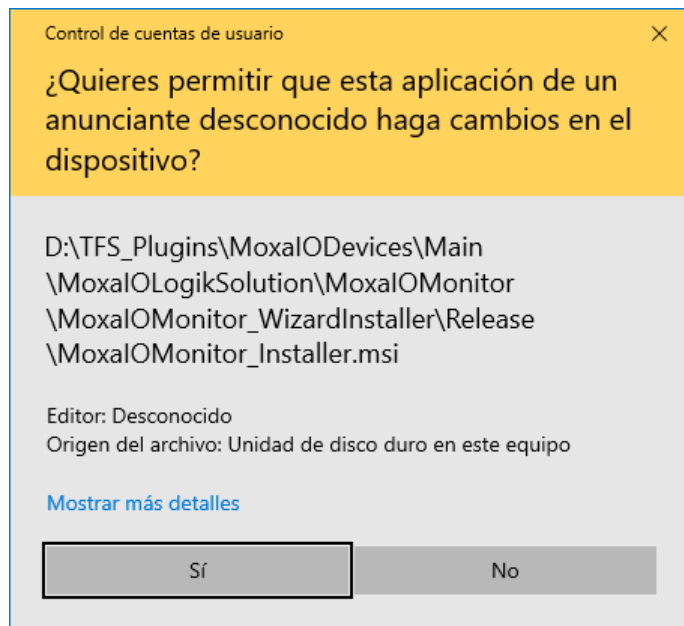 Control de cuentas de usuario
¿Quieres permitir que esta aplicación de un
anunciante desconocido haga cambios en el
dispositivo?
D:\TFS_Plugins\MoxaIODevices\Main
\MoxaIOLogikSolution\MoxaIOMonitor
\MoxaIOMonitor_WizardInstaller\Release
\MoxaIOMonitor_Installer.msi
Editor: Desconocido
Origen del archivo: Unidad de disco duro en este equipo
Mostrar más detalles
Sí
No